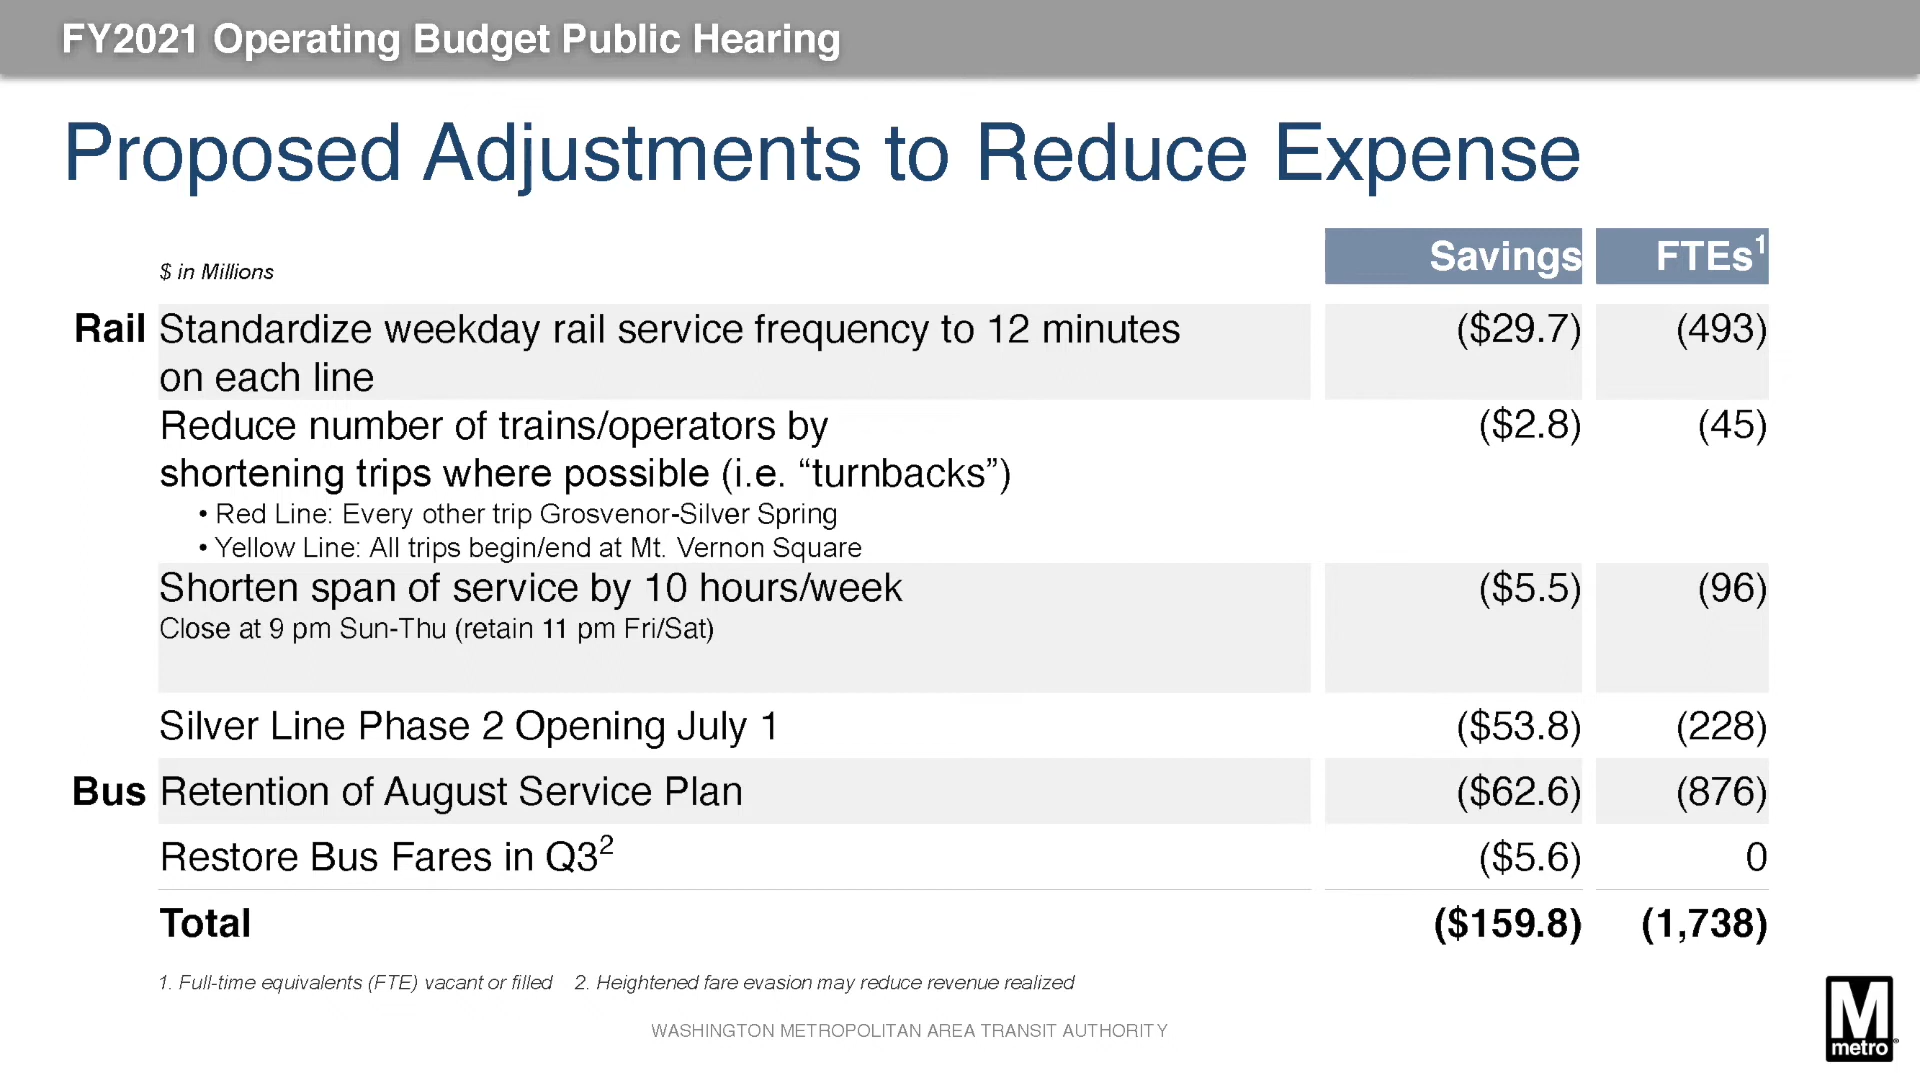 FY2021 Operating Budget Public Hearing
Proposed Adjustments to Reduce Expense
$ in Millions Savings FTEs¹
Rail Standardize weekday rail service frequency to 12 minutes ($29.7) (493)
on each line
Reduce number of trains/operators by ($2.8) (45)
shortening trips where possible (i.e. “turnbacks”)
• Red Line: Every other trip Grosvenor-Silver Spring
• Yellow Line: All trips begin/end at Mt. Vernon Square
Shorten span of service by 10 hours/week ($5.5) (96)
Close at 9 pm Sun-Thu (retain 11 pm Fri/Sat)
Silver Line Phase 2 Opening July 1 ($53.8) (228)
Bus Retention of August Service Plan ($62.6) (876)
Restore Bus Fares in Q3² ($5.6) 0
Total ($159.8) (1,738)
1. Full-time equivalents (FTE) vacant or filled 2. Heightened fare evasion may reduce revenue realized
WASHINGTON METROPOLITAN AREA TRANSIT AUTHORITY
M
metro®